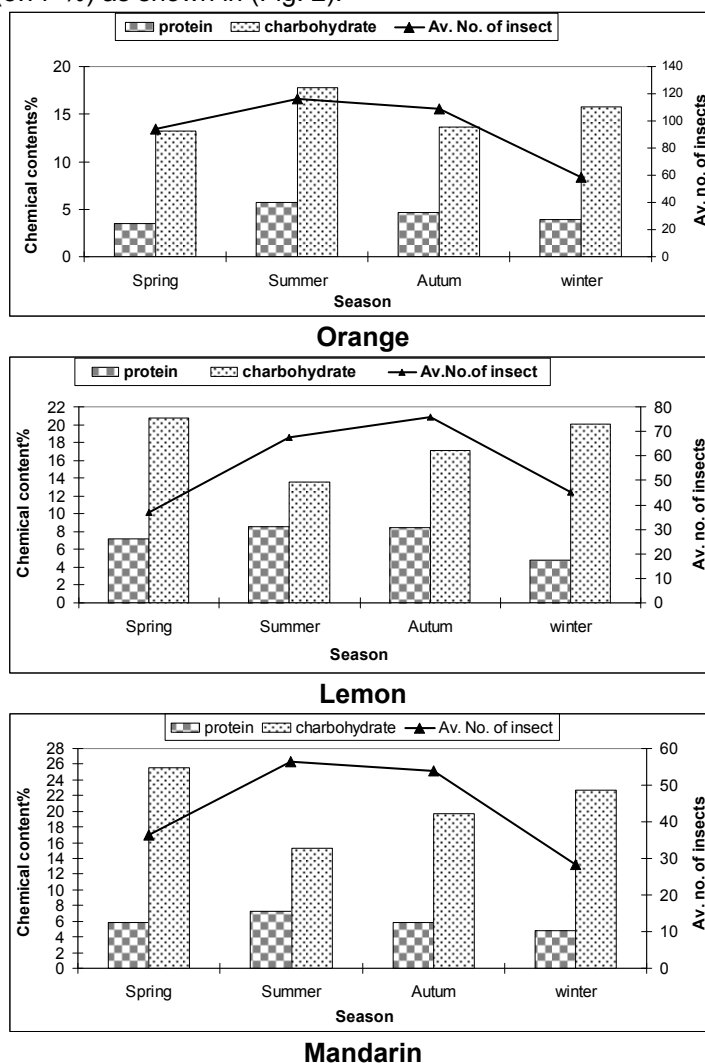 %) as shown in (Fig. 2).
protein charbohydrate Av. No. of insect
Chemical contents%
20
15
10
5
0
140
120
100
80
60
40
20
0
Av. no. of insects
Spring Summer Autum winter
Season
Orange
protein charbohydrate Av.No.of insect
Chemical content%
22
20
18
16
14
12
10
8
6
4
2
0
80
70
60
50
40
30
20
10
0
Av. no. of insects
Spring Summer Autum winter
Season
Lemon
protein charbohydrate Av. No. of insect
Chemical content%
28
26
24
22
20
18
16
14
12
10
8
6
4
2
0
60
50
40
30
20
10
0
Av. no. of insects
Spring Summer Autum winter
Season
Mandarin